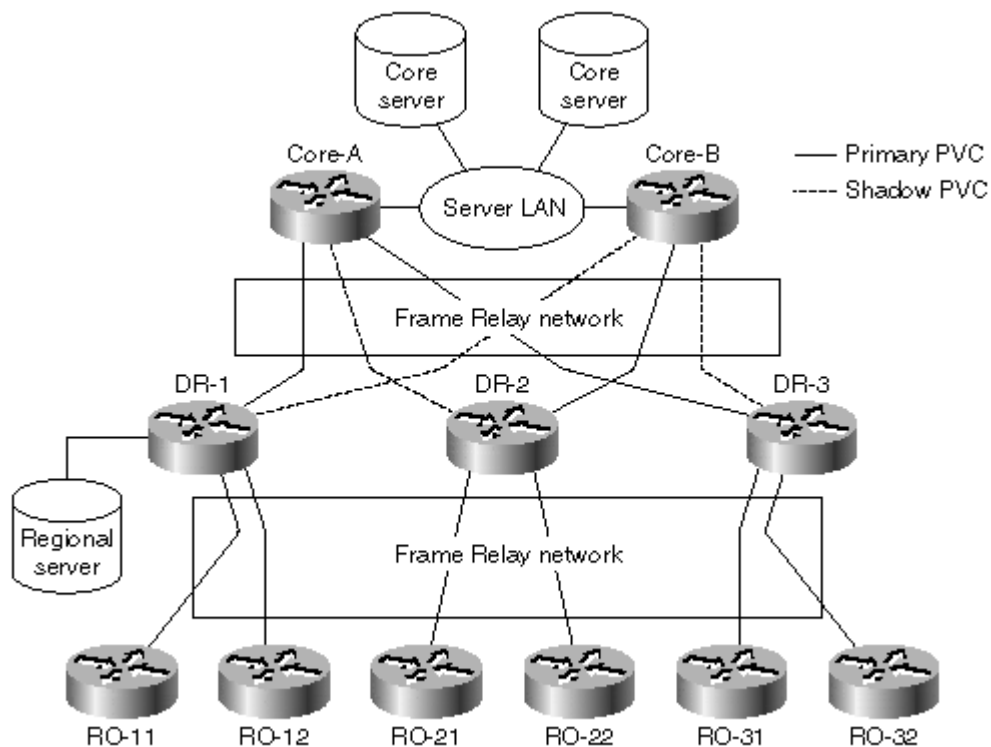 Core
server
Core
server
Core-A
Core-B
Primary PVC
Shadow PVC
Server LAN
Frame Relay network
DR-1
DR-2
DR-3
Regional
server
Frame Relay network
RO-11
RO-12
RO-21
RO-22
RO-31
RO-32